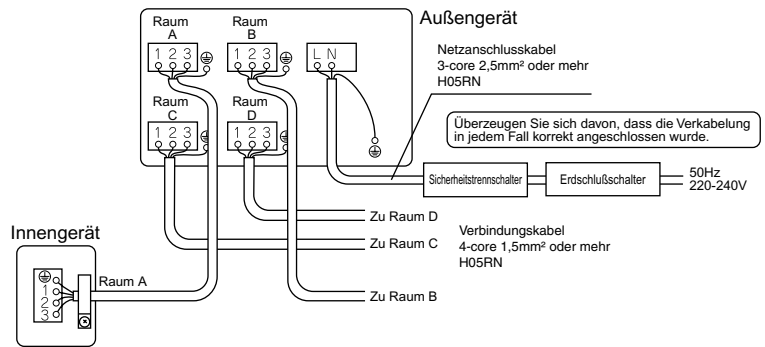 Außengerät
Raum
A
1 2 3
Raum
B
1 2 3
L N
Raum
C
1 2 3
Raum
D
1 2 3
Netzanschlusskabel
3-core 2,5mm² oder mehr
H05RN
Überzeugen Sie sich davon, dass die Verkabelung
in jedem Fall korrekt angeschlossen wurde.
Sicherheitstrennschalter
Erdschlußschalter
50Hz
220-240V
Zu Raum D
Zu Raum C
Zu Raum B
Verbindungskabel
4-core 1,5mm² oder mehr
H05RN
Innengerät
Raum A
1
2
3